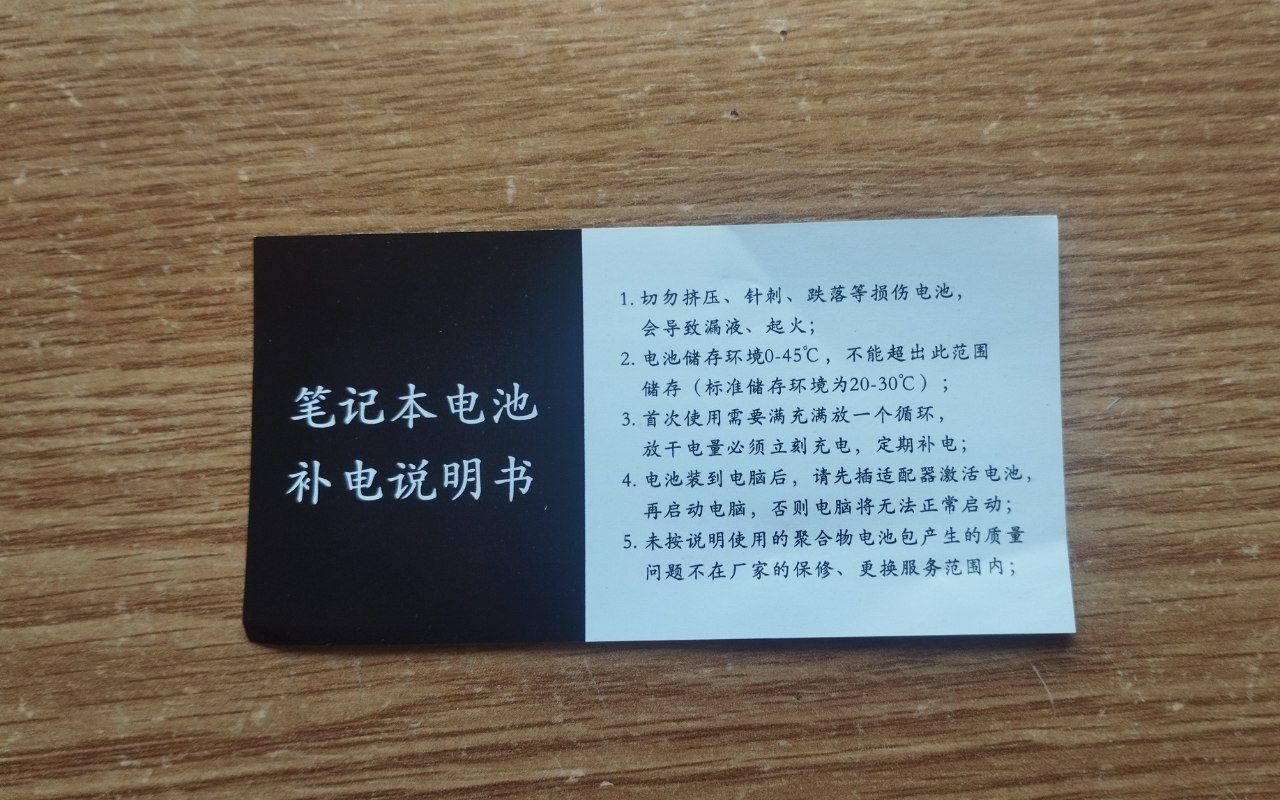 笔记本电池
补电说明书
1. 切勿挤压、针刺、跌落等损伤电池，
会导致漏液、起火；
2. 电池储存环境0-45℃，不能超出此范围
储存（标准储存环境为20-30℃）；
3. 首次使用需要满充满放一个循环，
放干电量必须立刻充电，定期补电；
4. 电池装到电脑后，请先插适配器激活电池，
再启动电脑，否则电脑将无法正常启动；
5. 未按说明使用的聚合物电池包产生的质量
问题不在厂家的保修、更换服务范围内；